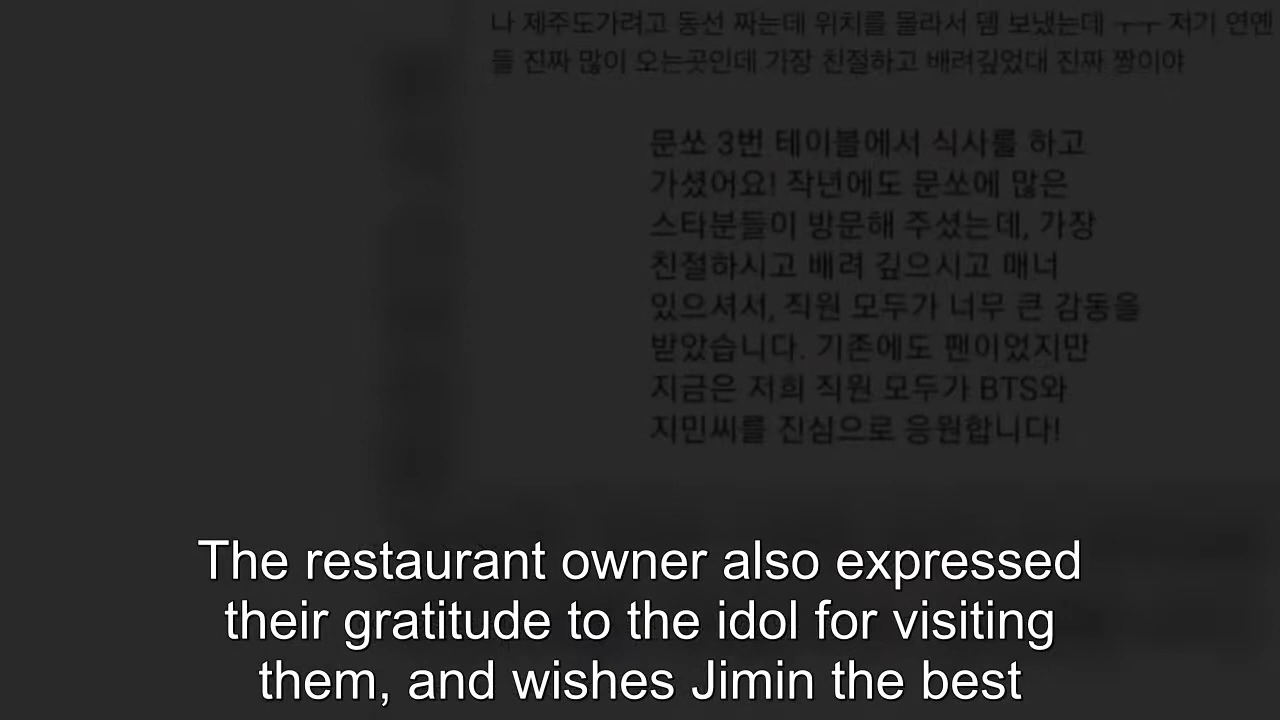 나 제주도가려고 동선 짜는데 위치를 몰라서 뎀 보냈는데 ㅜㅜ 저기 연옌
들 진짜 많이 오는곳인데 가장 친절하고 배려깊었대 진짜 짱이야
문쏘 3번 테이블에서 식사를 하고
가셨어요! 작년에도 문쏘에 많은
스타분들이 방문해 주셨는데, 가장
친절하시고 배려 깊으시고 매너
있으셔서, 직원 모두가 너무 큰 감동을
받았습니다. 기존에도 팬이었지만
지금은 저희 직원 모두가 BTS와
지민씨를 진심으로 응원합니다!
The restaurant owner also expressed
their gratitude to the idol for visiting
them, and wishes Jimin the best